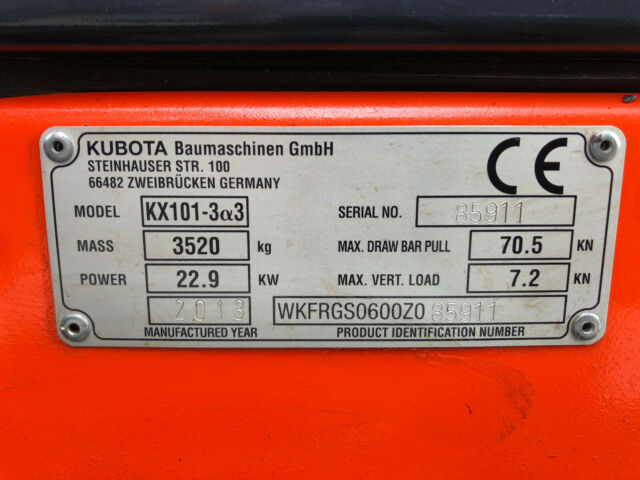 KUBOTA Baumaschinen GmbH
STEINHAUSER STR. 100
66482 ZWEIBRÜCKEN GERMANY
CE
MODEL KX101-3α3 SERIAL NO. 85911
MASS 3520 kg MAX. DRAW BAR PULL 70.5 KN
POWER 22.9 KW MAX. VERT. LOAD 7.2 KN
2013 WKFRGS0600Z085911
MANUFACTURED YEAR PRODUCT IDENTIFICATION NUMBER